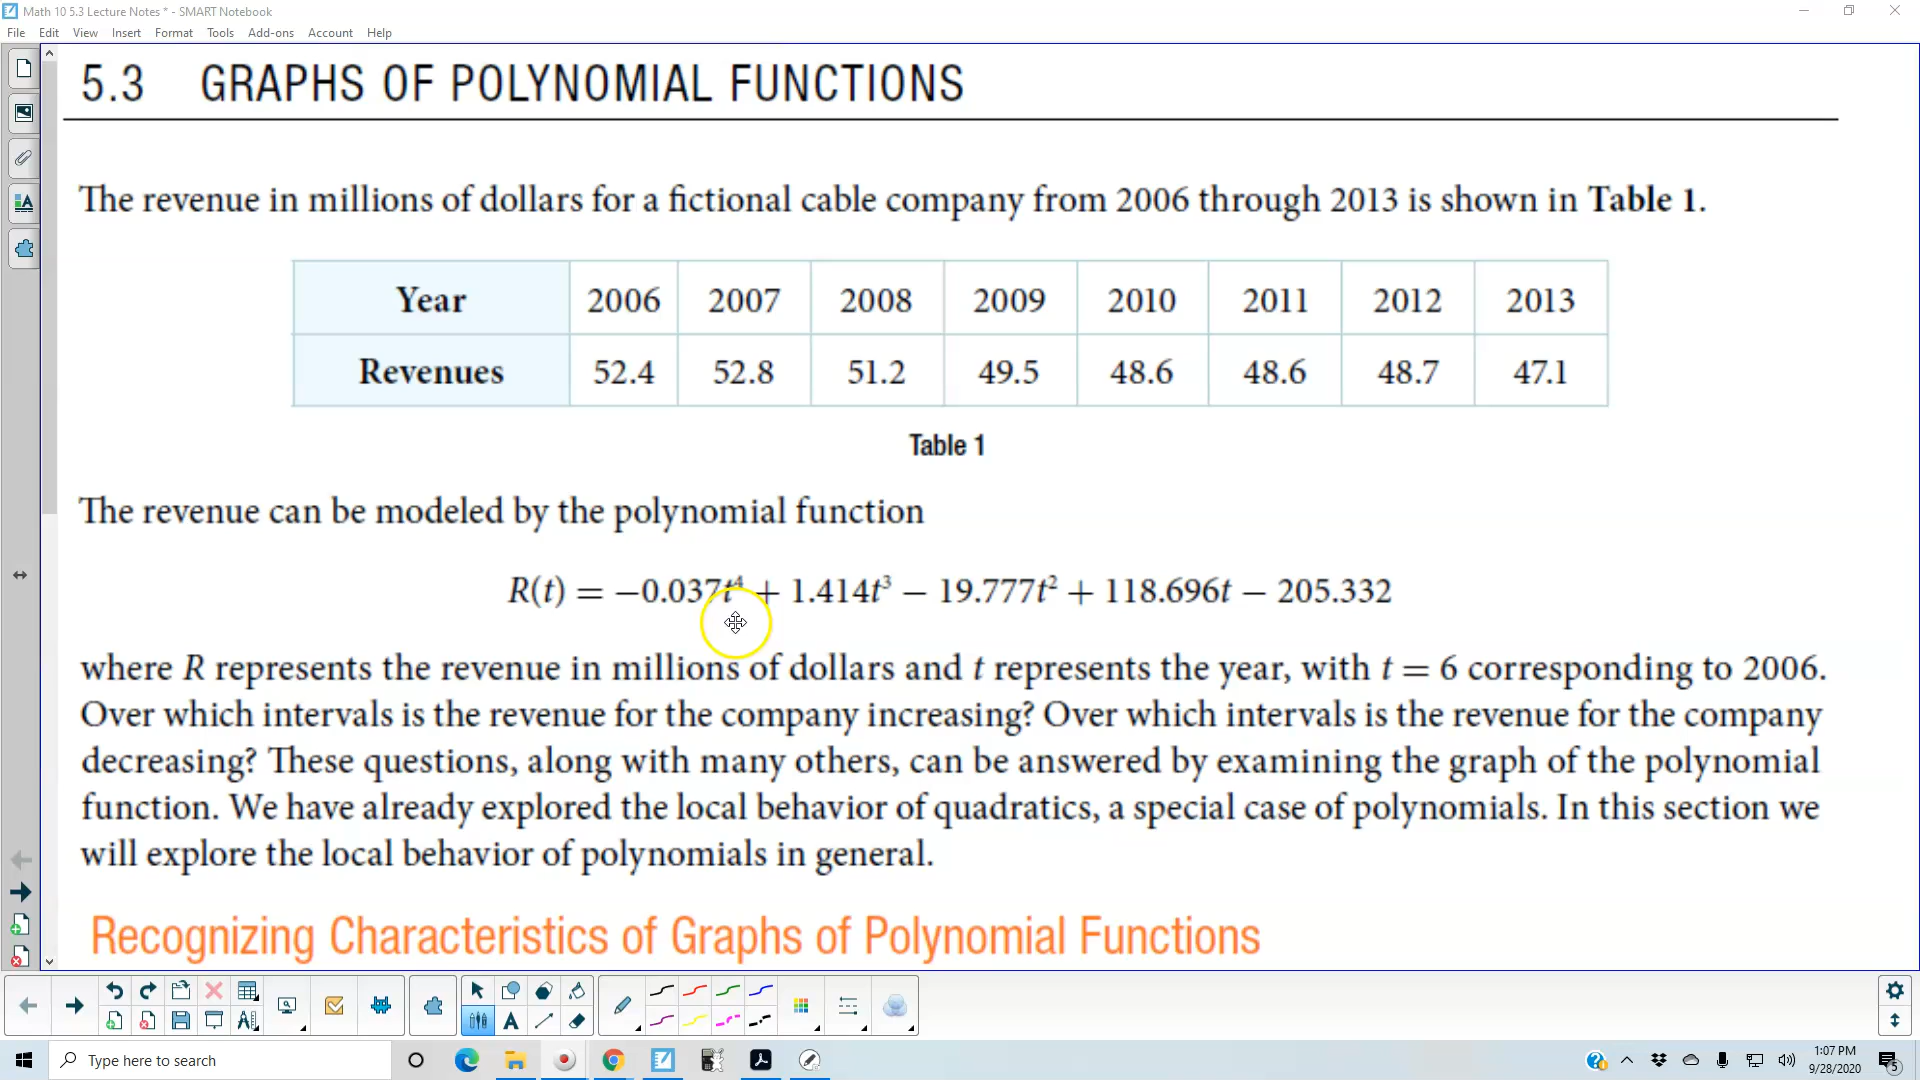 Math 10 5.3 Lecture Notes * - SMART Notebook
File Edit View Insert Format Tools Add-ons Account Help
5.3 GRAPHS OF POLYNOMIAL FUNCTIONS
The revenue in millions of dollars for a fictional cable company from 2006 through 2013 is shown in Table 1.
Year 2006 2007 2008 2009 2010 2011 2012 2013
Revenues 52.4 52.8 51.2 49.5 48.6 48.6 48.7 47.1
Table 1
The revenue can be modeled by the polynomial function
R(t) = −0.037t⁴ + 1.414t³ − 19.777t² + 118.696t − 205.332
where R represents the revenue in millions of dollars and t represents the year, with t = 6 corresponding to 2006.
Over which intervals is the revenue for the company increasing? Over which intervals is the revenue for the company
decreasing? These questions, along with many others, can be answered by examining the graph of the polynomial
function. We have already explored the local behavior of quadratics, a special case of polynomials. In this section we
will explore the local behavior of polynomials in general.
Recognizing Characteristics of Graphs of Polynomial Functions
Type here to search
1:07 PM
9/28/2020
5